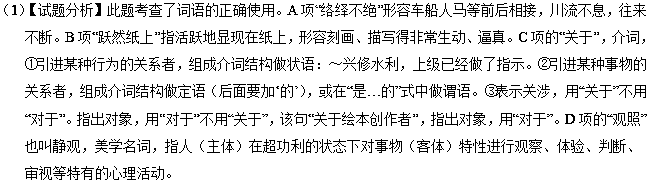 （1）【试题分析】此题考查了词语的正确使用。A项“络绎不绝”形容车船人马等前后相接，川流不息，往来
不断。B项“跃然纸上”指活跃地显现在纸上，形容刻画、描写得非常生动、逼真。C项的“关于”，介词，
①引进某种行为的关系者，组成介词结构做状语：～兴修水利，上级已经做了指示。②引进某种事物的
关系者，组成介词结构做定语（后面要加‘的’），或在“是…的”式中做谓语。③表示关涉，用“关于”不用
“对于”。指出对象，用“对于”不用“关于”，该句“关于绘本创作者”，指出对象，用“对于”。D项的“观照”
也叫静观，美学名词，指人（主体）在超功利的状态下对事物（客体）特性进行观察、体验、判断、
审视等特有的心理活动。